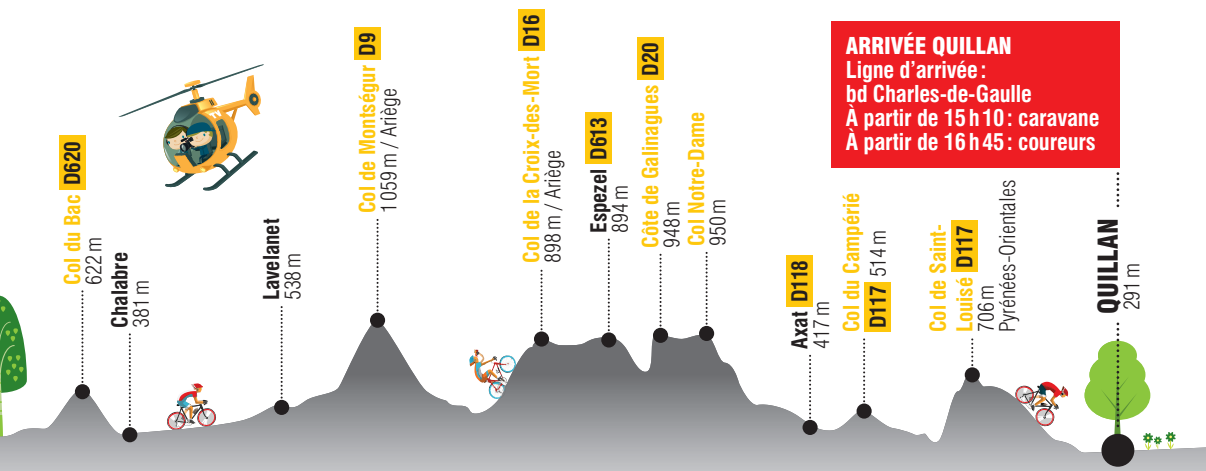 Col du Bac D620
622 m
Chalabre
381 m
Lavelanet
538 m
Col de Montségur D9
1 059 m / Ariège
Col de la Croix-des-Mort D16
898 m / Ariège
Espezel D613
894 m
Côte de Galinagues D20
948 m
Col Notre-Dame
950 m
Axat D118
417 m
Col du Campérié
D117 514 m
Col de Saint-
Louisé D117
706 m
Pyrénées-Orientales
ARRIVÉE QUILLAN
Ligne d'arrivée :
bd Charles-de-Gaulle
À partir de 15 h 10 : caravane
À partir de 16 h 45 : coureurs
QUILLAN
291 m